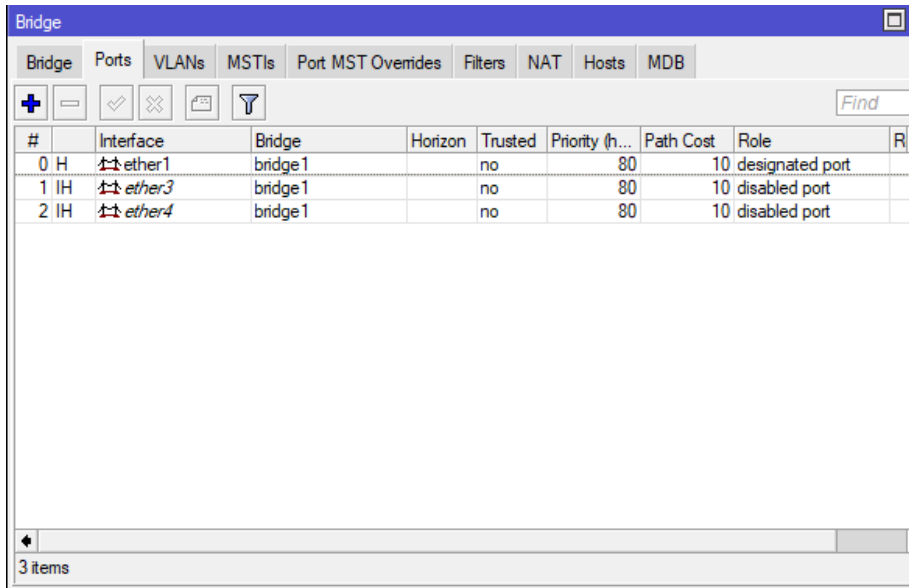 Bridge
Bridge Ports VLANs MSTIs Port MST Overrides Filters NAT Hosts MDB
Find
# Interface Bridge Horizon Trusted Priority (h... Path Cost Role R
0 H ether1 bridge1 no 80 10 designated port
1 IH ether3 bridge1 no 80 10 disabled port
2 IH ether4 bridge1 no 80 10 disabled port
3 items